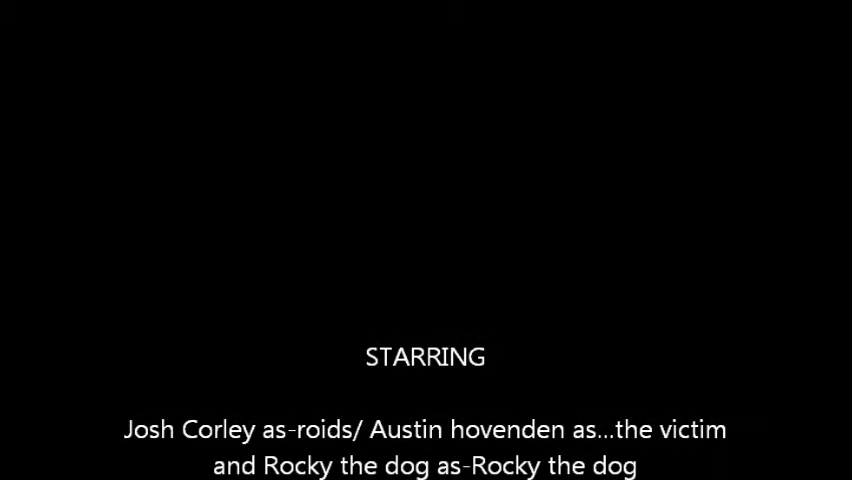 STARRING
Josh Corley as-roids/ Austin hovenden as...the victim
and Rocky the dog as-Rocky the dog